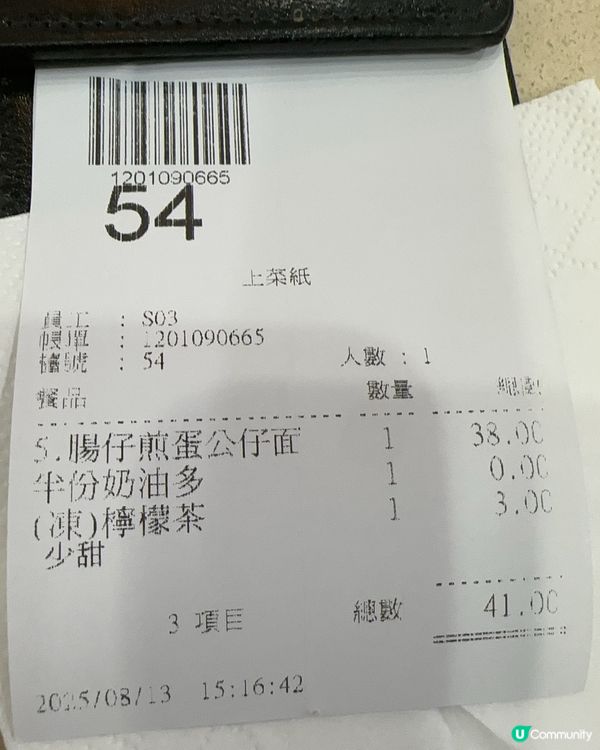 1201090665
54
上菜紙
員工 : S03
帳單 : 1201090665
檯號 : 54 人數 : 1
餐品 數量 總數
5.腸仔煎蛋公仔面 1 38.00
半份奶油多 1 0.00
(凍)檸檬茶 1 3.00
少甜
3 項目 總數 41.00
2025/08/13 15:16:42
U Community